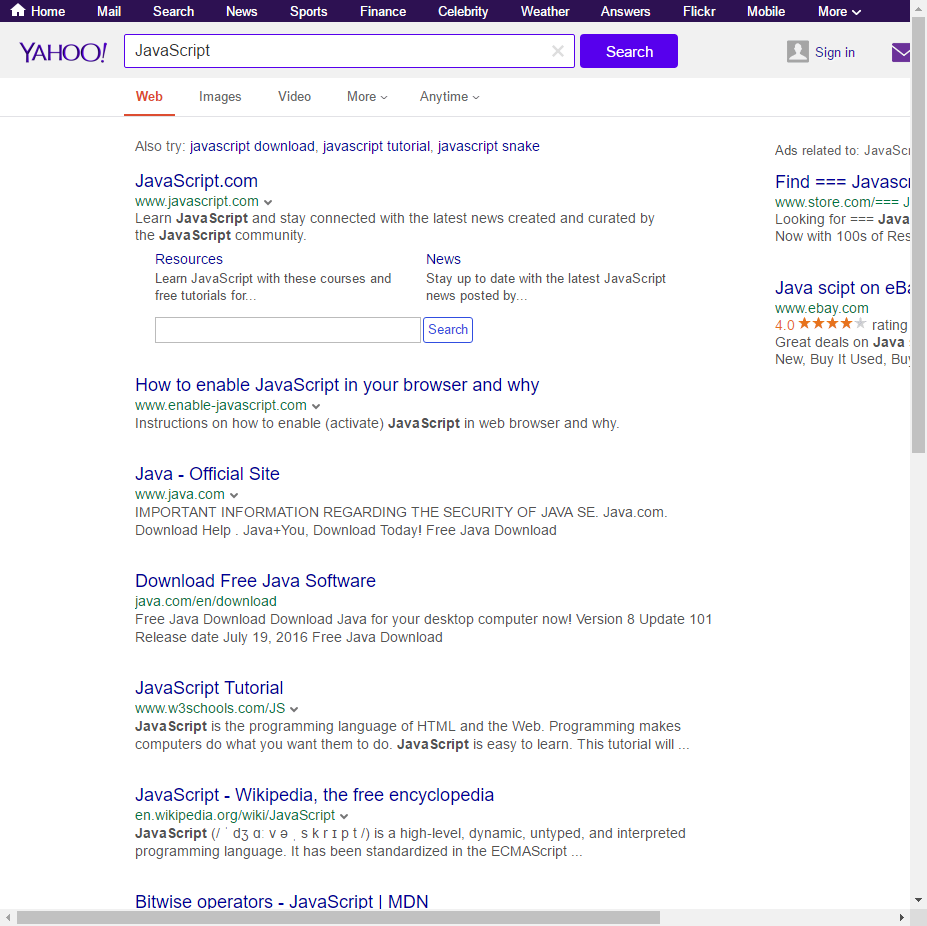 Home Mail Search News Sports Finance Celebrity Weather Answers Flickr Mobile More
YAHOO! JavaScript Search Sign in
Web Images Video More Anytime
Also try: javascript download, javascript tutorial, javascript snake
JavaScript.com
www.javascript.com
Learn JavaScript and stay connected with the latest news created and curated by
the JavaScript community.
Resources
Learn JavaScript with these courses and
free tutorials for...
News
Stay up to date with the latest JavaScript
news posted by...
Search
How to enable JavaScript in your browser and why
www.enable-javascript.com
Instructions on how to enable (activate) JavaScript in web browser and why.
Java - Official Site
www.java.com
IMPORTANT INFORMATION REGARDING THE SECURITY OF JAVA SE. Java.com.
Download Help . Java+You, Download Today! Free Java Download
Download Free Java Software
java.com/en/download
Free Java Download Download Java for your desktop computer now! Version 8 Update 101
Release date July 19, 2016 Free Java Download
JavaScript Tutorial
www.w3schools.com/JS
JavaScript is the programming language of HTML and the Web. Programming makes
computers do what you want them to do. JavaScript is easy to learn. This tutorial will ...
JavaScript - Wikipedia, the free encyclopedia
en.wikipedia.org/wiki/JavaScript
JavaScript (/ ˈ dʒ ɑː v ə ˌ s k r ɪ p t /) is a high-level, dynamic, untyped, and interpreted
programming language. It has been standardized in the ECMAScript ...
Bitwise operators - JavaScript | MDN
Ads related to: JavaScr
Find === Javascr
www.store.com/=== J
Looking for === Java
Now with 100s of Res
Java scipt on eBa
www.ebay.com
4.0 rating
Great deals on Java
New, Buy It Used, Buy